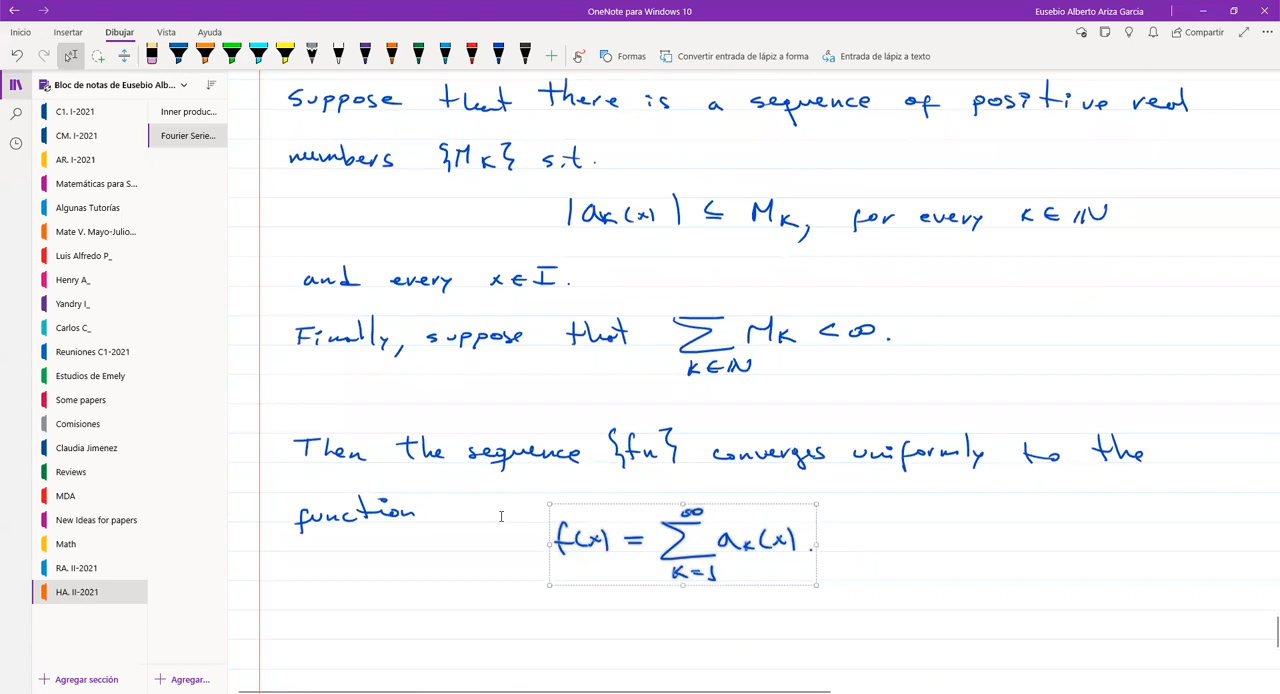 OneNote para Windows 10
Eusebio Alberto Ariza Garcia
Inicio
Insertar
Dibujar
Vista
Ayuda
Compartir
Formas
Convertir entrada de lápiz a forma
Entrada de lápiz a texto
Bloc de notas de Eusebio Alb...
C1. I-2021
CM. I-2021
AR. I-2021
Matemáticas para S...
Algunas Tutorías
Mate V. Mayo-Julio...
Luis Alfredo P_
Henry A_
Yandry I_
Carlos C_
Reuniones C1-2021
Estudios de Emely
Some papers
Comisiones
Claudia Jimenez
Reviews
MDA
New Ideas for papers
Math
RA. II-2021
HA. II-2021
Agregar sección
Inner produc...
Fourier Serie...
Agregar...
Suppose that there is a sequence of positive real
numbers {M_K} s.t.
|a_K(x)| ≤ M_K, for every K ∈ ℕ
and every x ∈ I.
Finally, suppose that ∑_{K∈ℕ} M_K < ∞.
Then the sequence {fn} converges uniformly to the
function
f(x) = ∑_{K=1}^{∞} a_K(x).